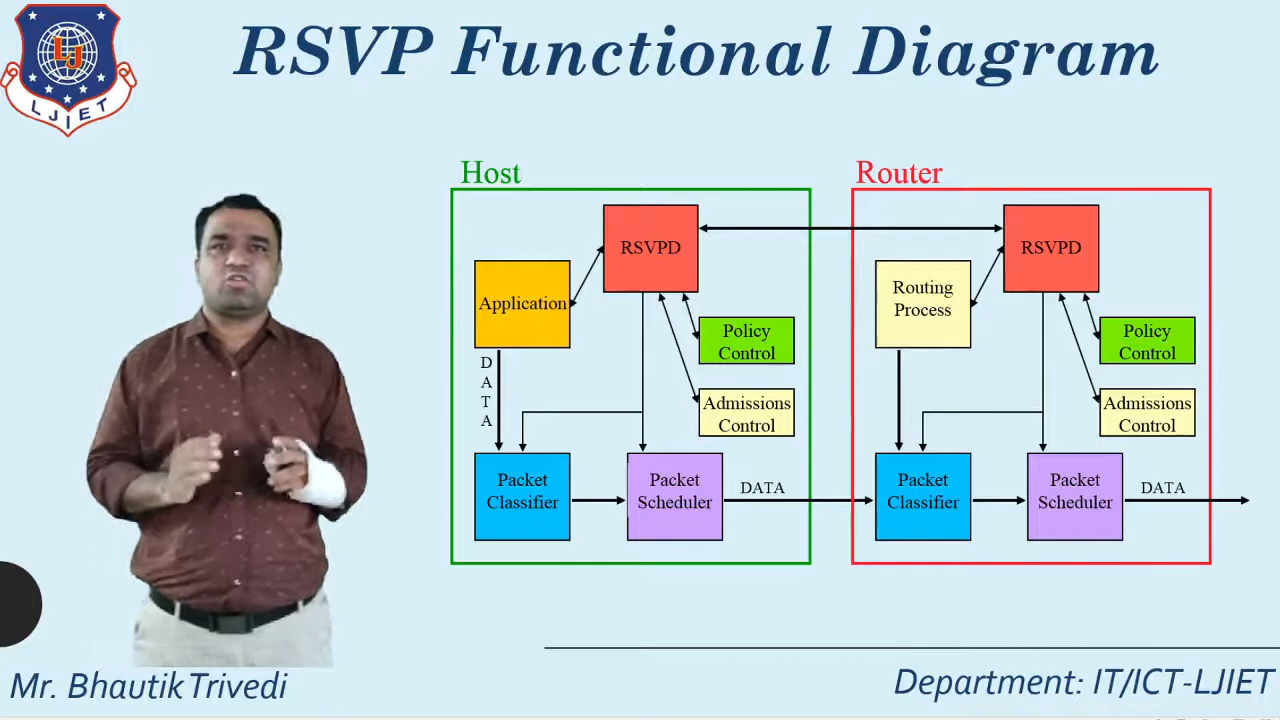 RSVP Functional Diagram
LJ
LJIET
Host
Router
RSVPD
RSVPD
Application
Routing
Process
Policy
Control
Policy
Control
DATA
Admissions
Control
Admissions
Control
Packet
Classifier
Packet
Scheduler
DATA
Packet
Classifier
Packet
Scheduler
DATA
Mr. Bhautik Trivedi
Department: IT/ICT-LJIET